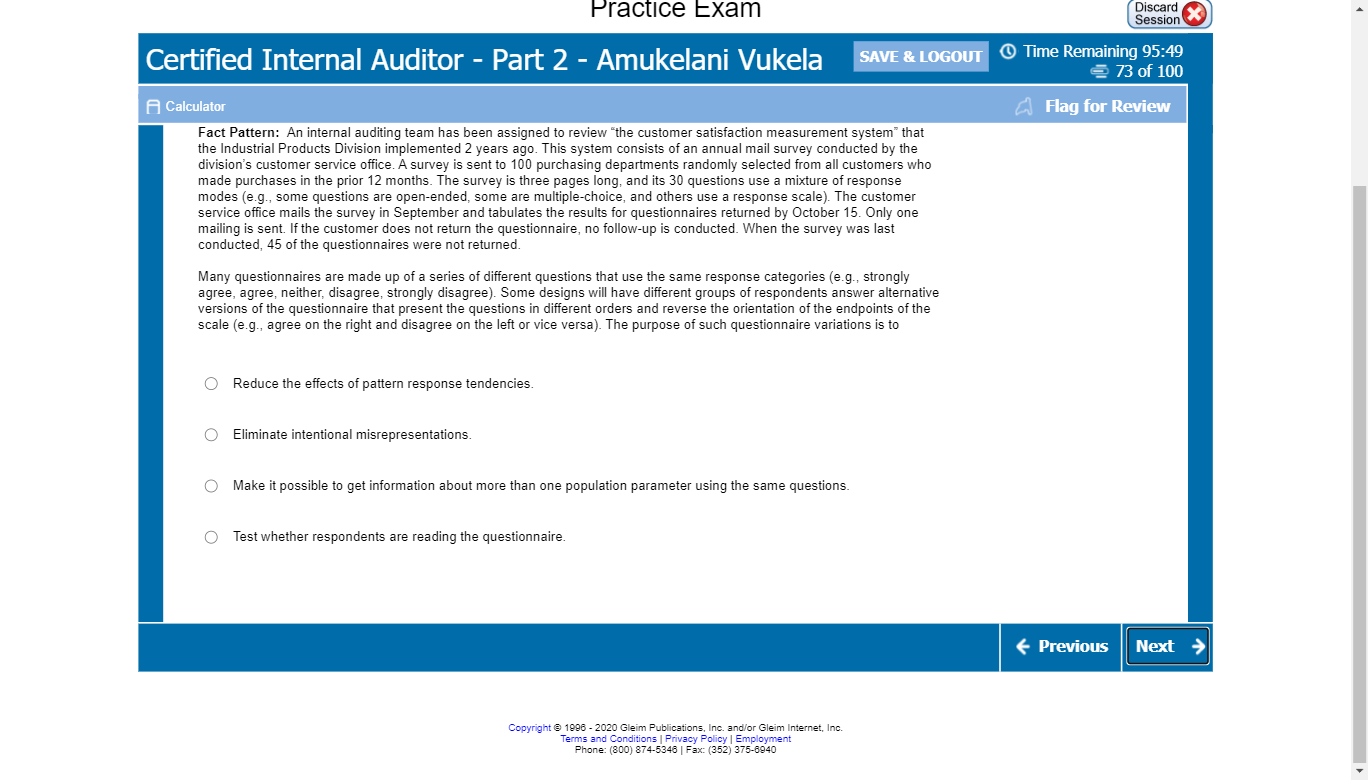 Practice Exam
Discard
Session
Certified Internal Auditor - Part 2 - Amukelani Vukela
SAVE & LOGOUT
Time Remaining 95:49
73 of 100
Calculator
Flag for Review
Fact Pattern: An internal auditing team has been assigned to review “the customer satisfaction measurement system” that
the Industrial Products Division implemented 2 years ago. This system consists of an annual mail survey conducted by the
division’s customer service office. A survey is sent to 100 purchasing departments randomly selected from all customers who
made purchases in the prior 12 months. The survey is three pages long, and its 30 questions use a mixture of response
modes (e.g., some questions are open-ended, some are multiple-choice, and others use a response scale). The customer
service office mails the survey in September and tabulates the results for questionnaires returned by October 15. Only one
mailing is sent. If the customer does not return the questionnaire, no follow-up is conducted. When the survey was last
conducted, 45 of the questionnaires were not returned.
Many questionnaires are made up of a series of different questions that use the same response categories (e.g., strongly
agree, agree, neither, disagree, strongly disagree). Some designs will have different groups of respondents answer alternative
versions of the questionnaire that present the questions in different orders and reverse the orientation of the endpoints of the
scale (e.g., agree on the right and disagree on the left or vice versa). The purpose of such questionnaire variations is to
Reduce the effects of pattern response tendencies.
Eliminate intentional misrepresentations.
Make it possible to get information about more than one population parameter using the same questions.
Test whether respondents are reading the questionnaire.
Previous
Next
Copyright © 1996 - 2020 Gleim Publications, Inc. and/or Gleim Internet, Inc.
Terms and Conditions | Privacy Policy | Employment
Phone: (800) 874-5346 | Fax: (352) 375-6940